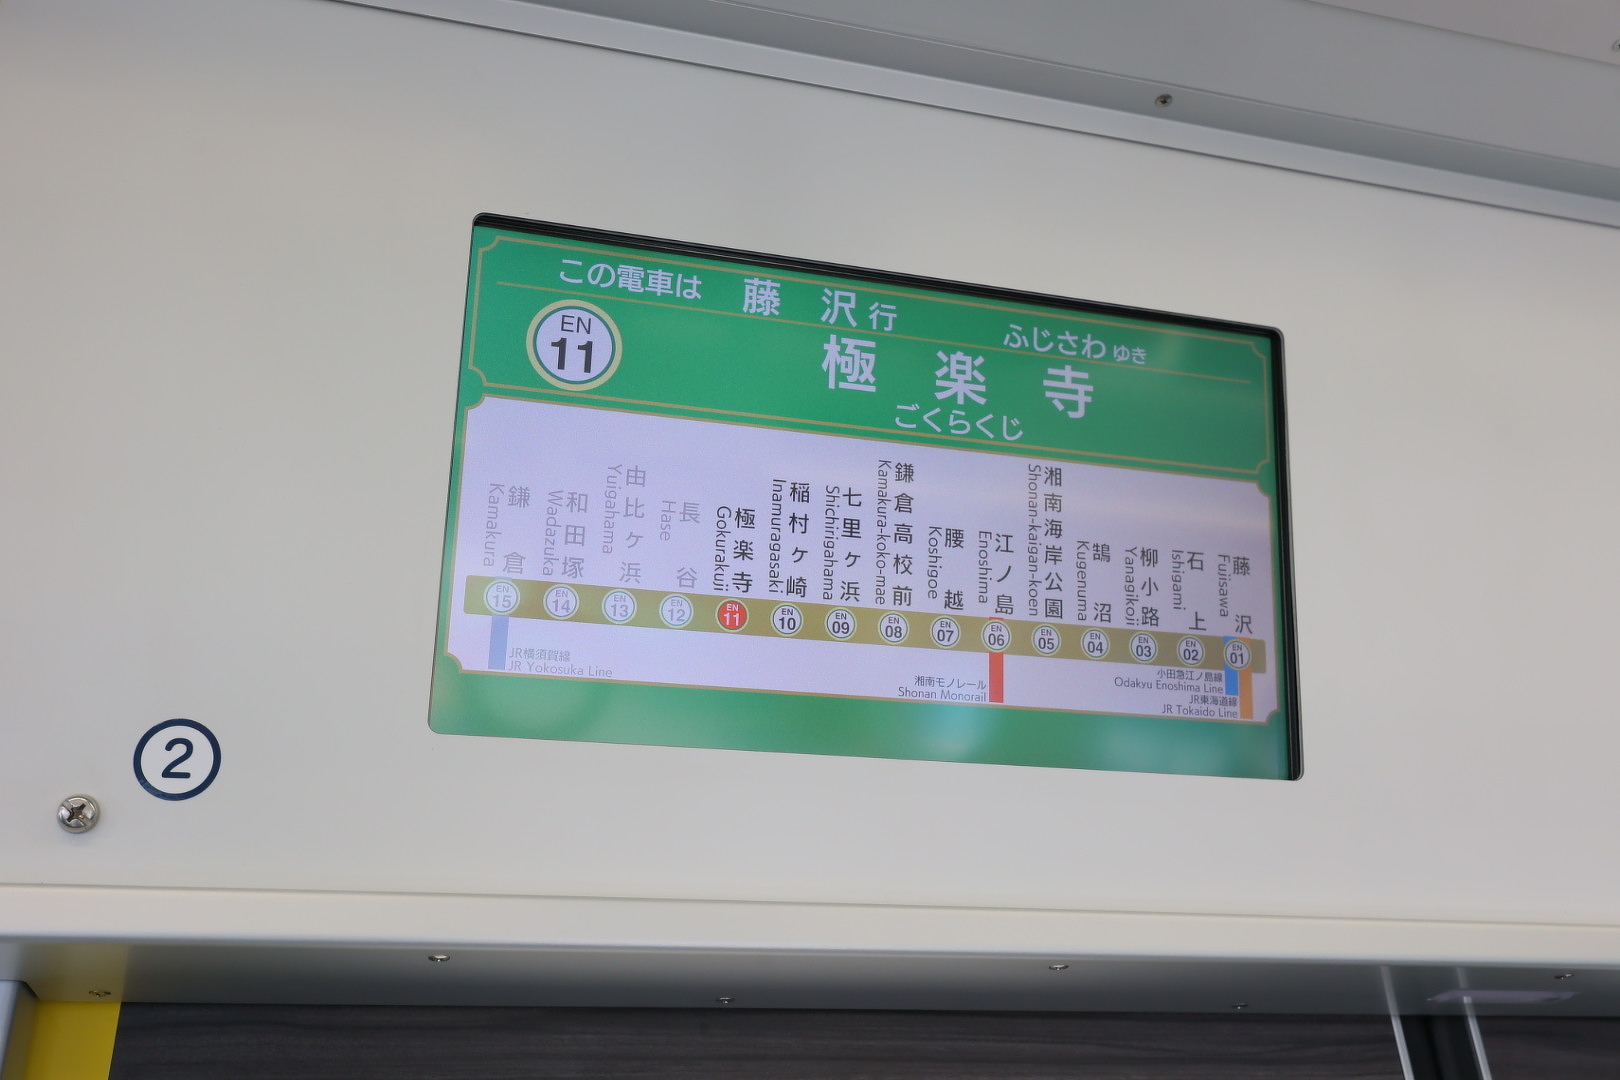 この電車は 藤沢行 ふじさわ ゆき
EN
11
極楽寺
ごくらくじ
鎌倉
Kamakura
和田塚
Wadazuka
由比ヶ浜
Yuigahama
長谷
Hase
極楽寺
Gokurakuji
稲村ヶ崎
Inamuragasaki
七里ヶ浜
Shichirigahama
鎌倉高校前
Kamakura-koko-mae
腰越
Koshigoe
江ノ島
Enoshima
湘南海岸公園
Shonan-kaigan-koen
鵠沼
Kugenuma
柳小路
Yanagikoji
石上
Ishigami
藤沢
Fujisawa
EN 15
EN 14
EN 13
EN 12
EN 11
EN 10
EN 09
EN 08
EN 07
EN 06
EN 05
EN 04
EN 03
EN 02
EN 01
JR横須賀線
JR Yokosuka Line
湘南モノレール
Shonan Monorail
小田急江ノ島線
Odakyu Enoshima Line
JR東海道線
JR Tokaido Line
2